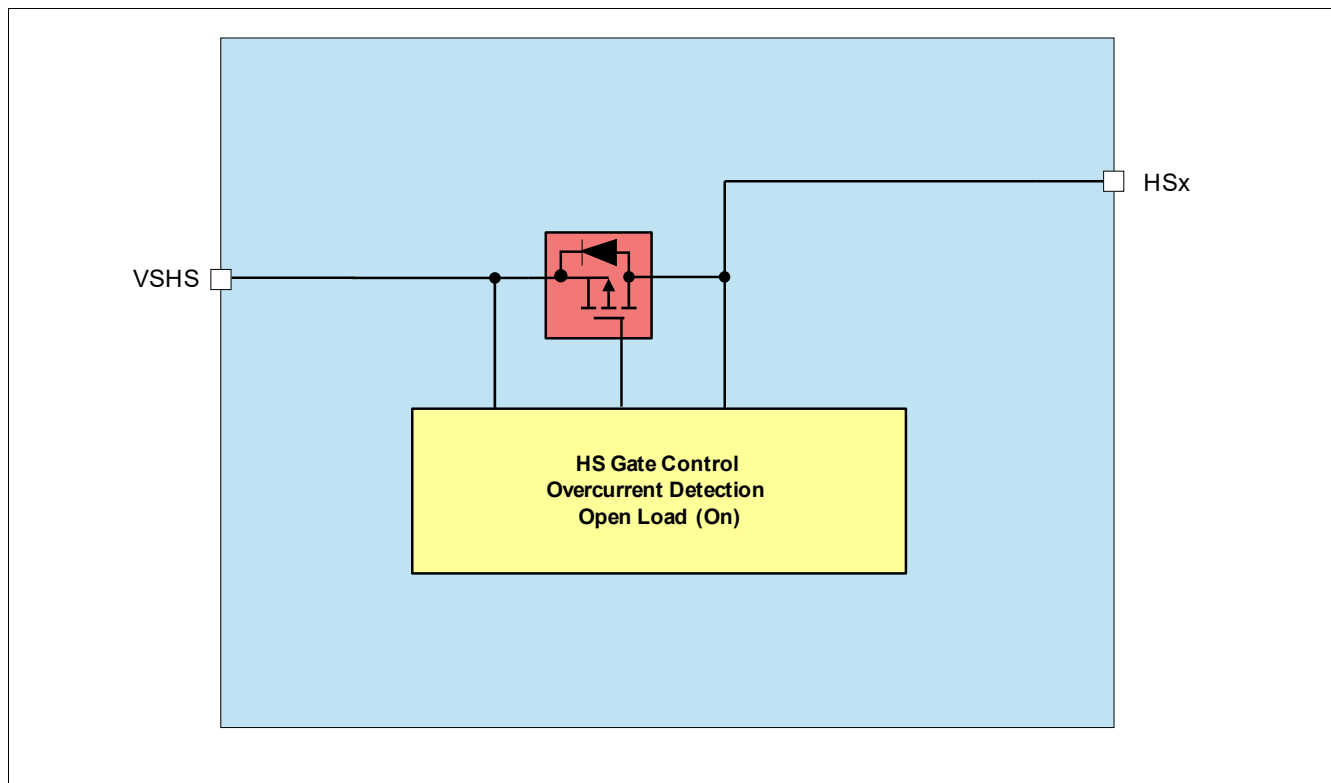 HSx
VSHS
HS Gate Control
Overcurrent Detection
Open Load (On)